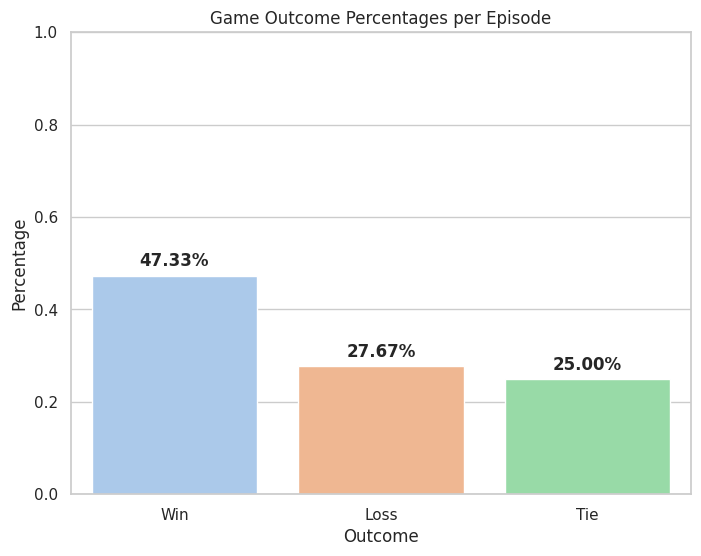 Game Outcome Percentages per Episode
1.0
0.8
0.6
0.4
0.2
0.0
Percentage
47.33%
27.67%
25.00%
Win
Loss
Tie
Outcome